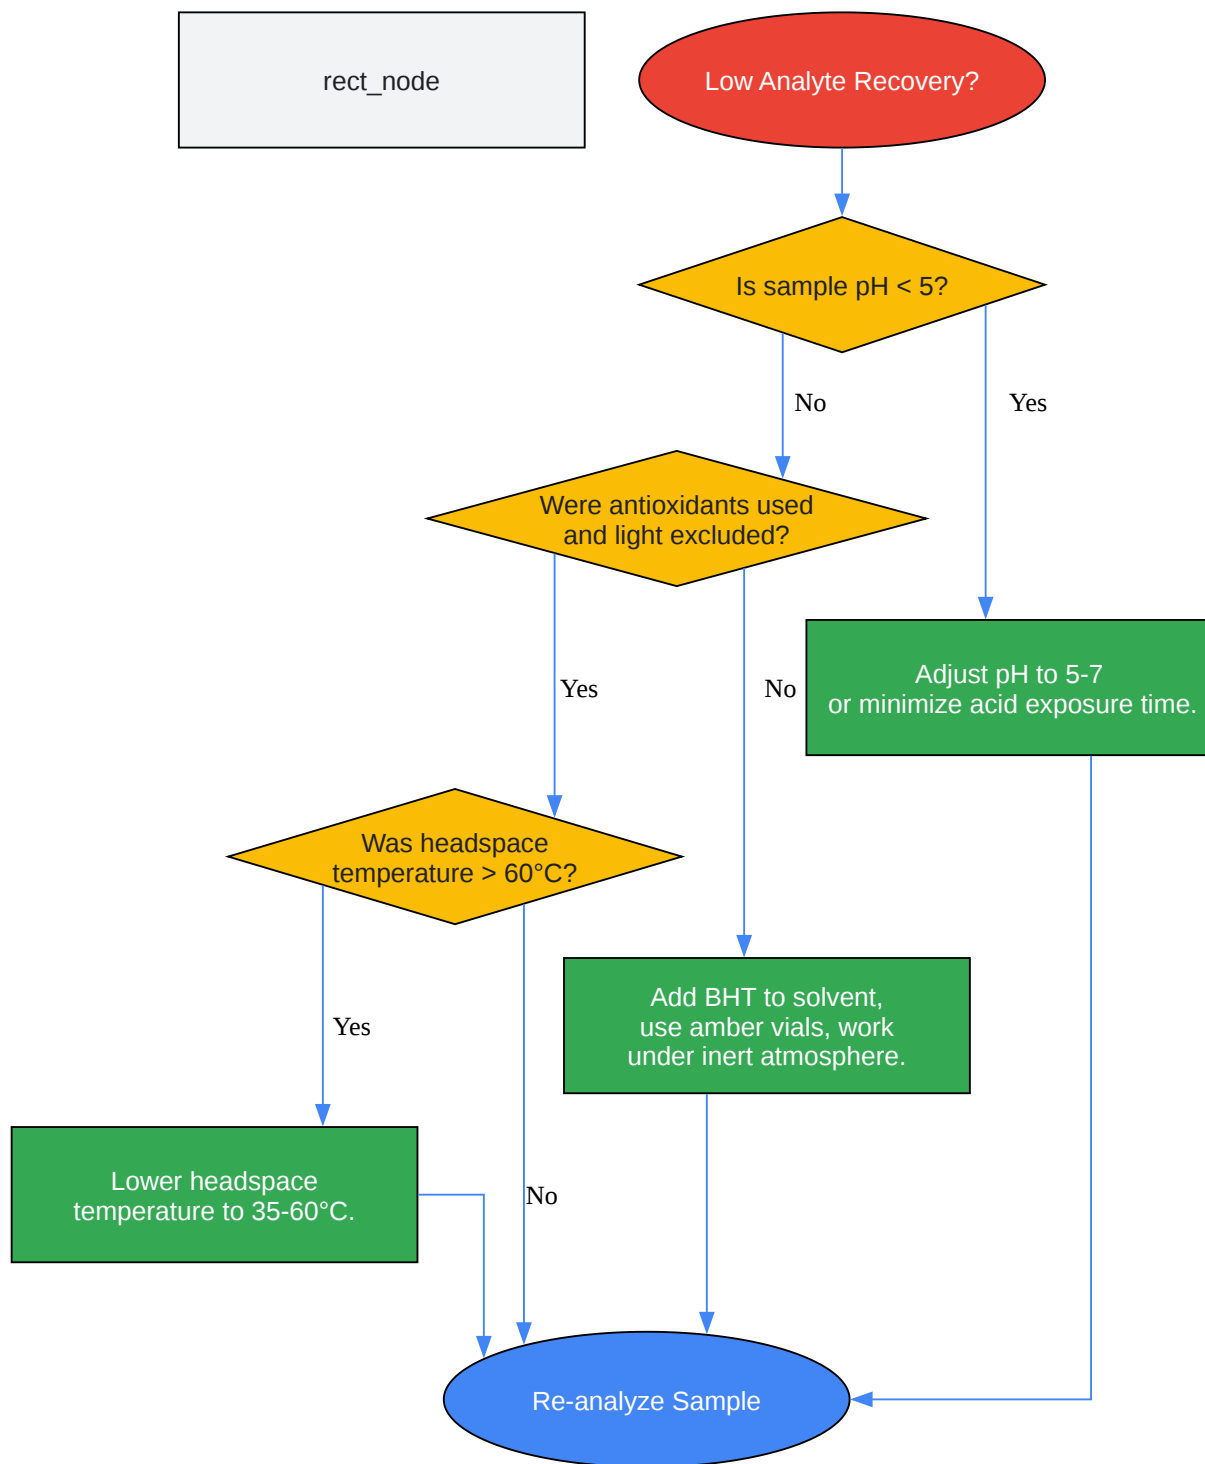 rect_node
Low Analyte Recovery?
Is sample pH < 5?
No
Yes
Were antioxidants used
and light excluded?
Yes
No
Adjust pH to 5-7
or minimize acid exposure time.
Was headspace
temperature > 60°C?
Yes
Add BHT to solvent,
use amber vials, work
under inert atmosphere.
Lower headspace
temperature to 35-60°C.
No
Re-analyze Sample